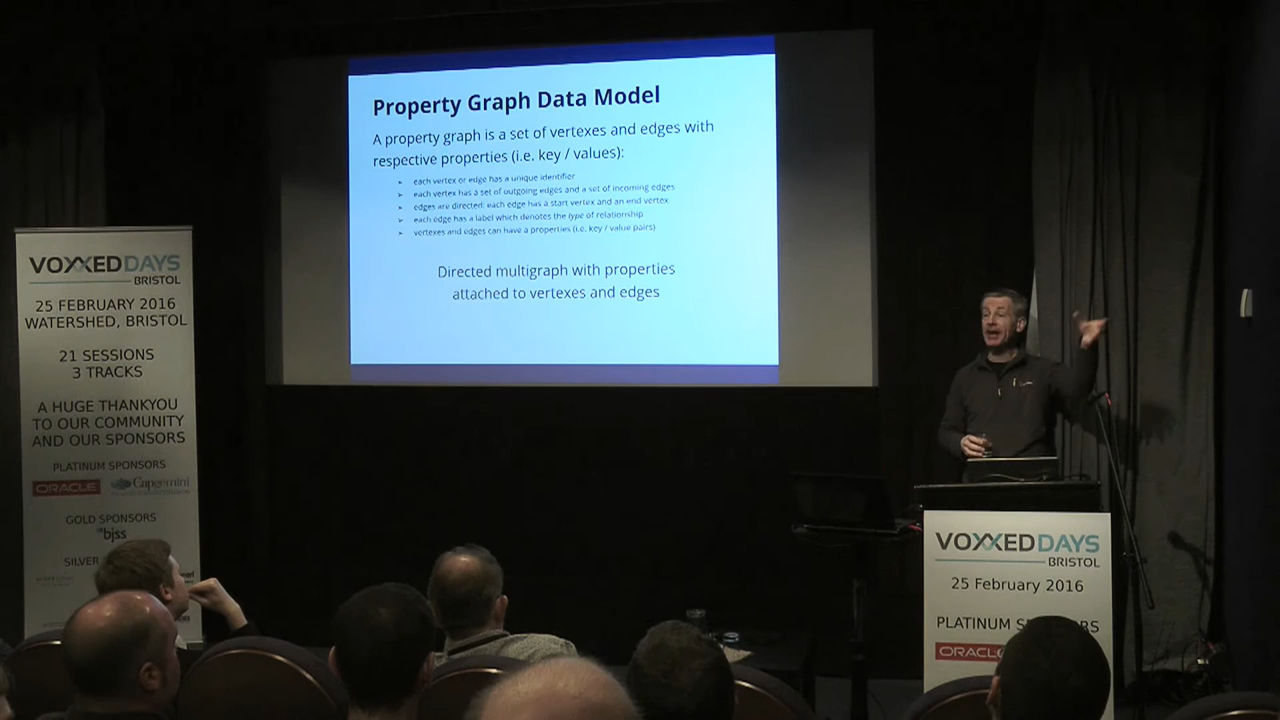 Property Graph Data Model
A property graph is a set of vertexes and edges with
respective properties (i.e. key / values):
➢ each vertex or edge has a unique identifier
➢ each vertex has a set of outgoing edges and a set of incoming edges
➢ edges are directed: each edge has a start vertex and an end vertex
➢ each edge has a label which denotes the type of relationship
➢ vertexes and edges can have a properties (i.e. key / value pairs)
Directed multigraph with properties
attached to vertexes and edges
VOXXEDDAYS
BRISTOL
25 FEBRUARY 2016
WATERSHED, BRISTOL
21 SESSIONS
3 TRACKS
A HUGE THANKYOU
TO OUR COMMUNITY
AND OUR SPONSORS
PLATINUM SPONSORS
ORACLE Capgemini
GOLD SPONSORS
bjss
SILVER
VOXXEDDAYS
BRISTOL
25 February 2016
PLATINUM
ORACLE